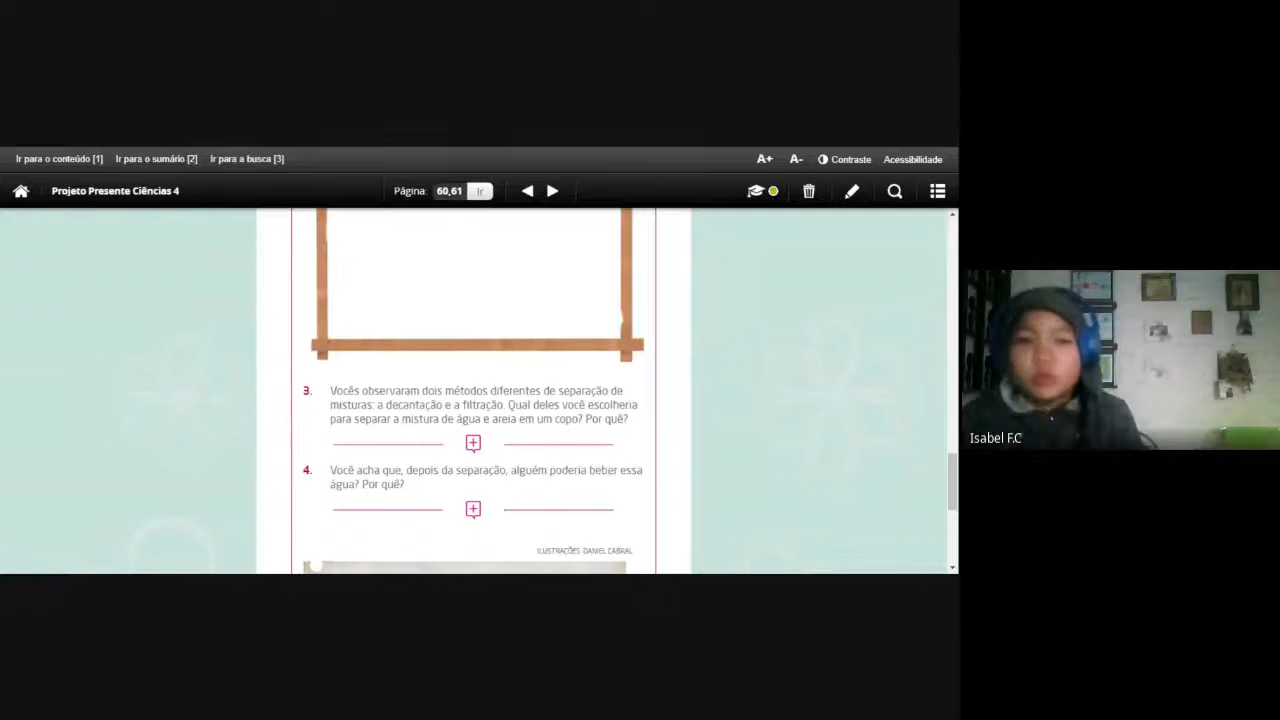 Ir para o conteúdo [1] Ir para o sumário [2] Ir para a busca [3] A+ A- Contraste Acessibilidade
Projeto Presente Ciências 4 Página: 60,61 Ir
3. Vocês observaram dois métodos diferentes de separação de
misturas: a decantação e a filtração. Qual deles você escolheria
para separar a mistura de água e areia em um copo? Por quê?
4. Você acha que, depois da separação, alguém poderia beber essa
água? Por quê?
ILUSTRAÇÕES: DANIEL CABRAL
Isabel F.C